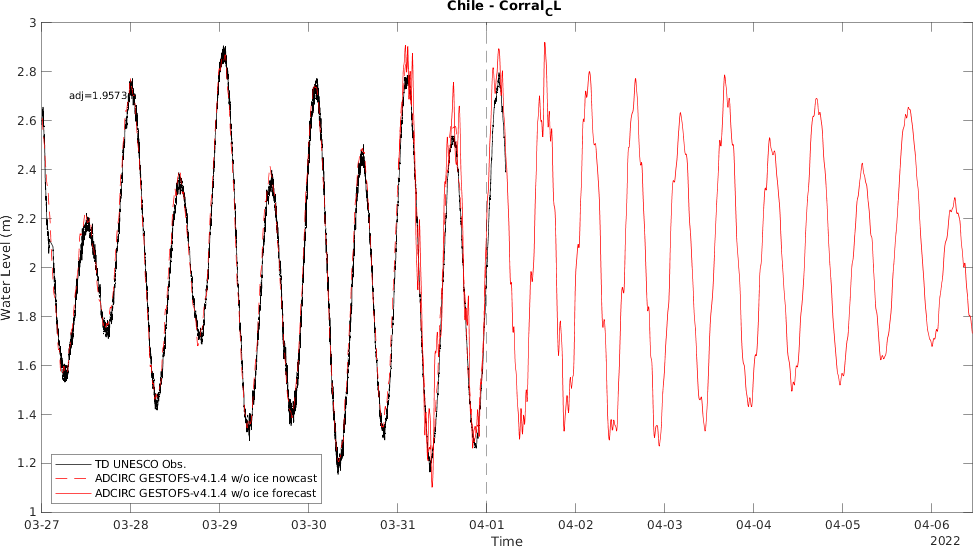 Chile - Corral_CL
3
2.8
adj=1.9573
2.6
2.4
2.2
2
1.8
1.6
1.4
1.2
1
Water Level (m)
TD UNESCO Obs.
ADCIRC GESTOFS-v4.1.4 w/o ice nowcast
ADCIRC GESTOFS-v4.1.4 w/o ice forecast
03-27 03-28 03-29 03-30 03-31 04-01 04-02 04-03 04-04 04-05 04-06
Time
2022